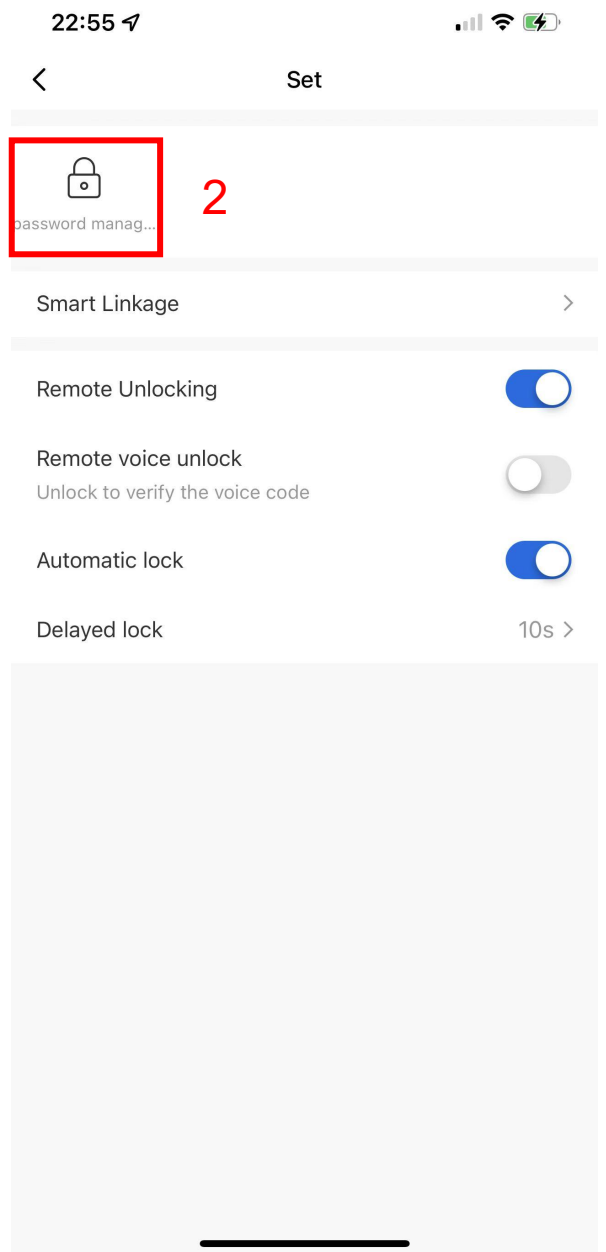 22:55
Set
password manag...
2
Smart Linkage
Remote Unlocking
Remote voice unlock
Unlock to verify the voice code
Automatic lock
Delayed lock
10s